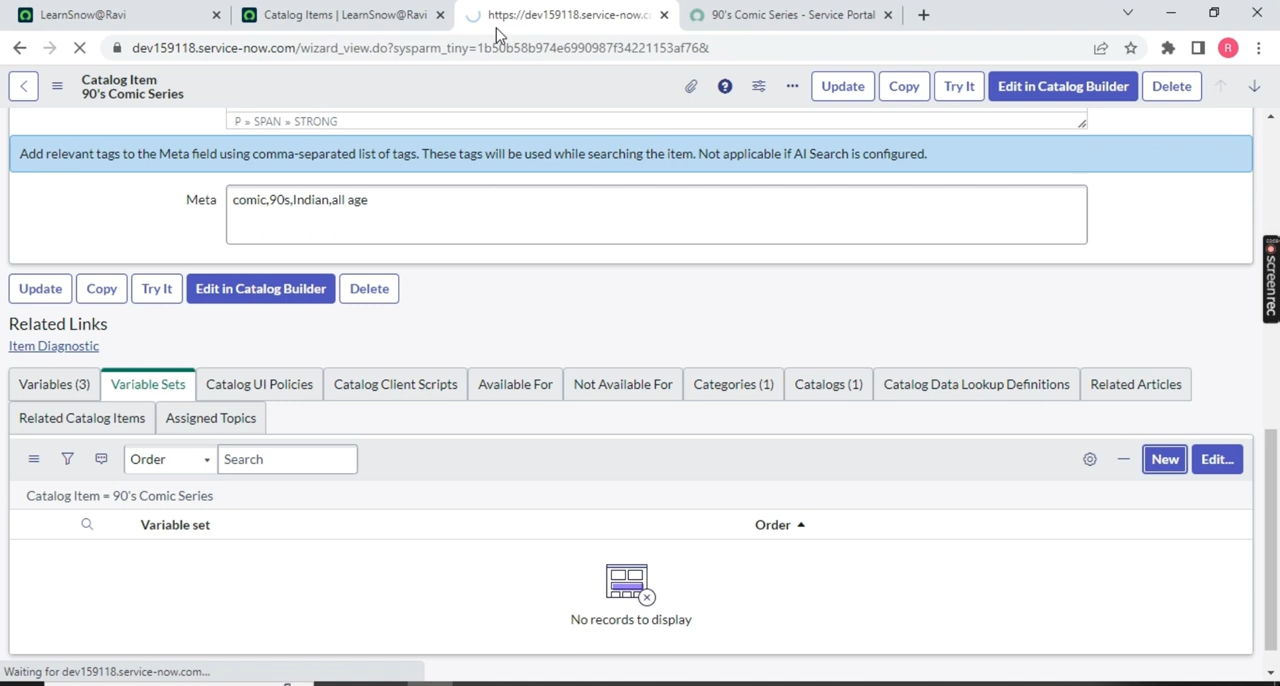 LearnSnow@Ravi
Catalog Items | LearnSnow@Ravi
https://dev159118.service-now.c
90's Comic Series - Service Portal
dev159118.service-now.com/wizard_view.do?sysparm_tiny=1b50b58b974e6990987f34221153af76&
R
Catalog Item
90's Comic Series
Update
Copy
Try It
Edit in Catalog Builder
Delete
P » SPAN » STRONG
Add relevant tags to the Meta field using comma-separated list of tags. These tags will be used while searching the item. Not applicable if AI Search is configured.
Meta
comic,90s,Indian,all age
Update
Copy
Try It
Edit in Catalog Builder
Delete
Related Links
Item Diagnostic
Variables (3)
Variable Sets
Catalog UI Policies
Catalog Client Scripts
Available For
Not Available For
Categories (1)
Catalogs (1)
Catalog Data Lookup Definitions
Related Articles
Related Catalog Items
Assigned Topics
Order
Search
New
Edit...
Catalog Item = 90's Comic Series
Variable set
Order
No records to display
Waiting for dev159118.service-now.com...
screenrec